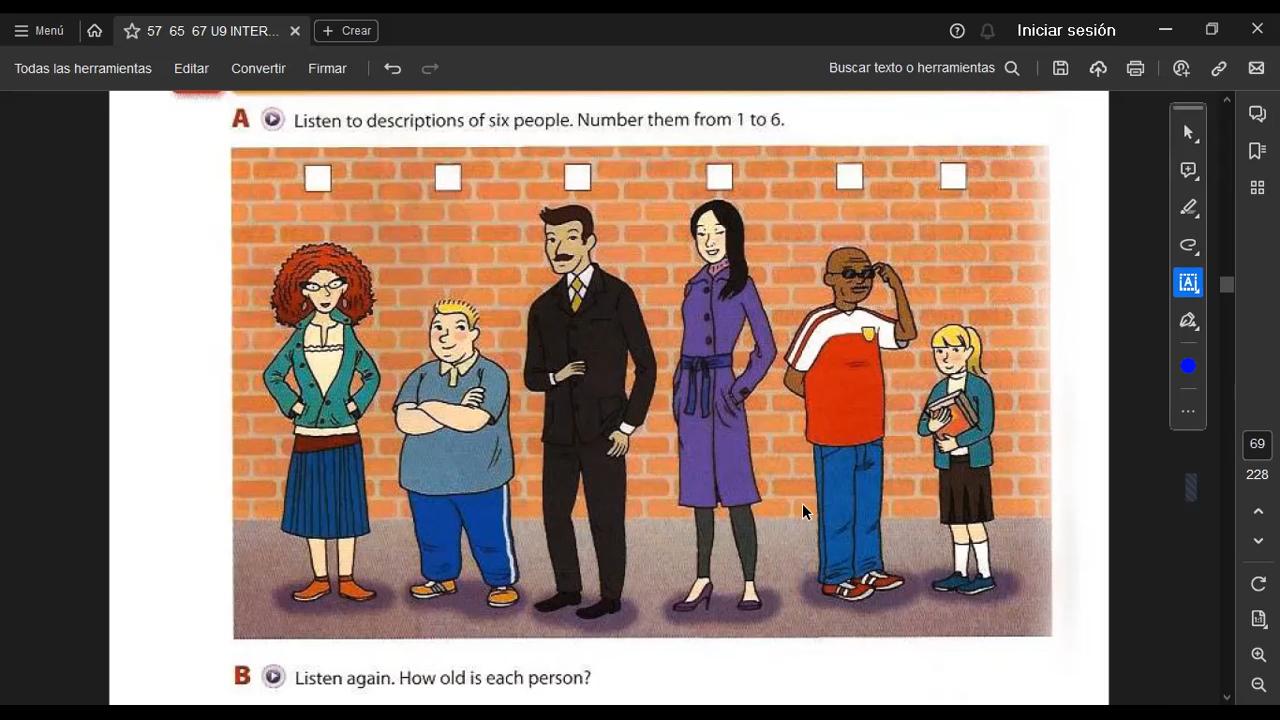 Menú
57 65 67 U9 INTER...
Crear
Iniciar sesión
Todas las herramientas
Editar
Convertir
Firmar
Buscar texto o herramientas
A Listen to descriptions of six people. Number them from 1 to 6.
69
228
B Listen again. How old is each person?